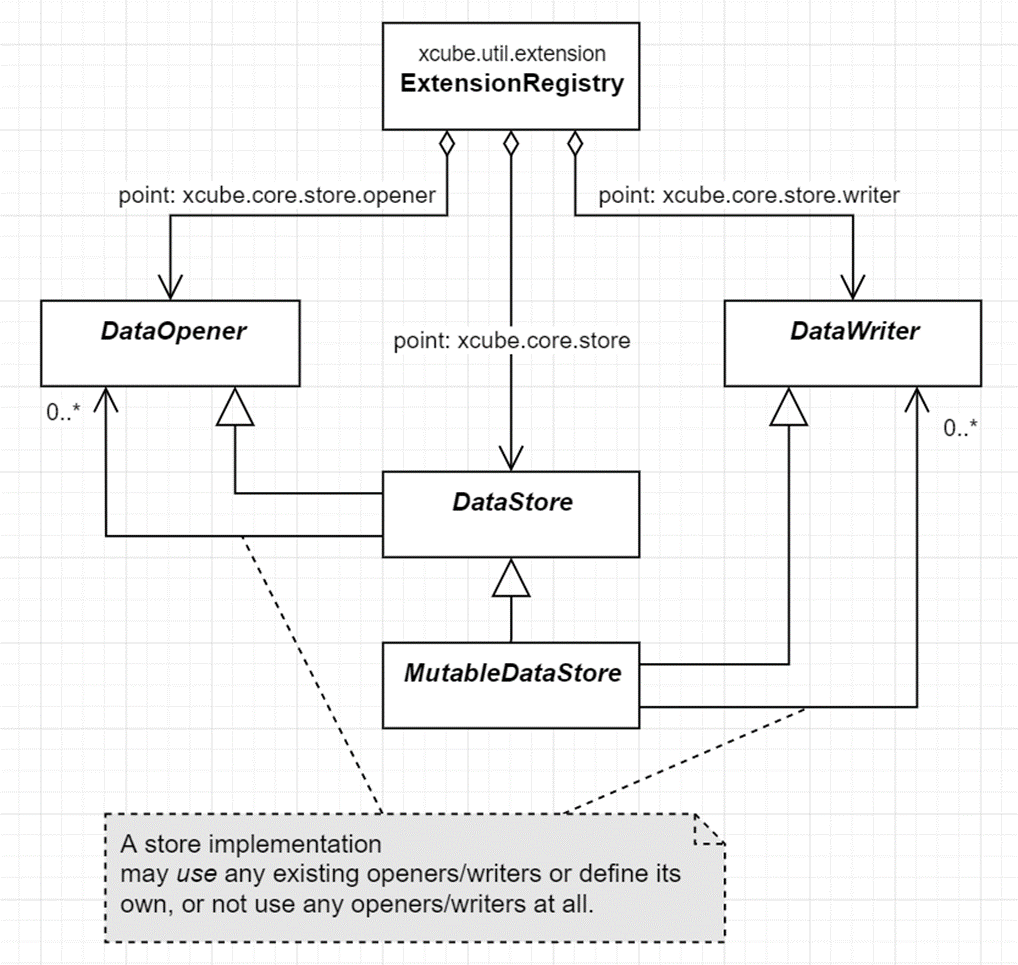 xcube.util.extension
ExtensionRegistry
point: xcube.core.store.opener
point: xcube.core.store.writer
DataOpener
point: xcube.core.store
DataWriter
0..*
0..*
DataStore
MutableDataStore
A store implementation
may use any existing openers/writers or define its
own, or not use any openers/writers at all.